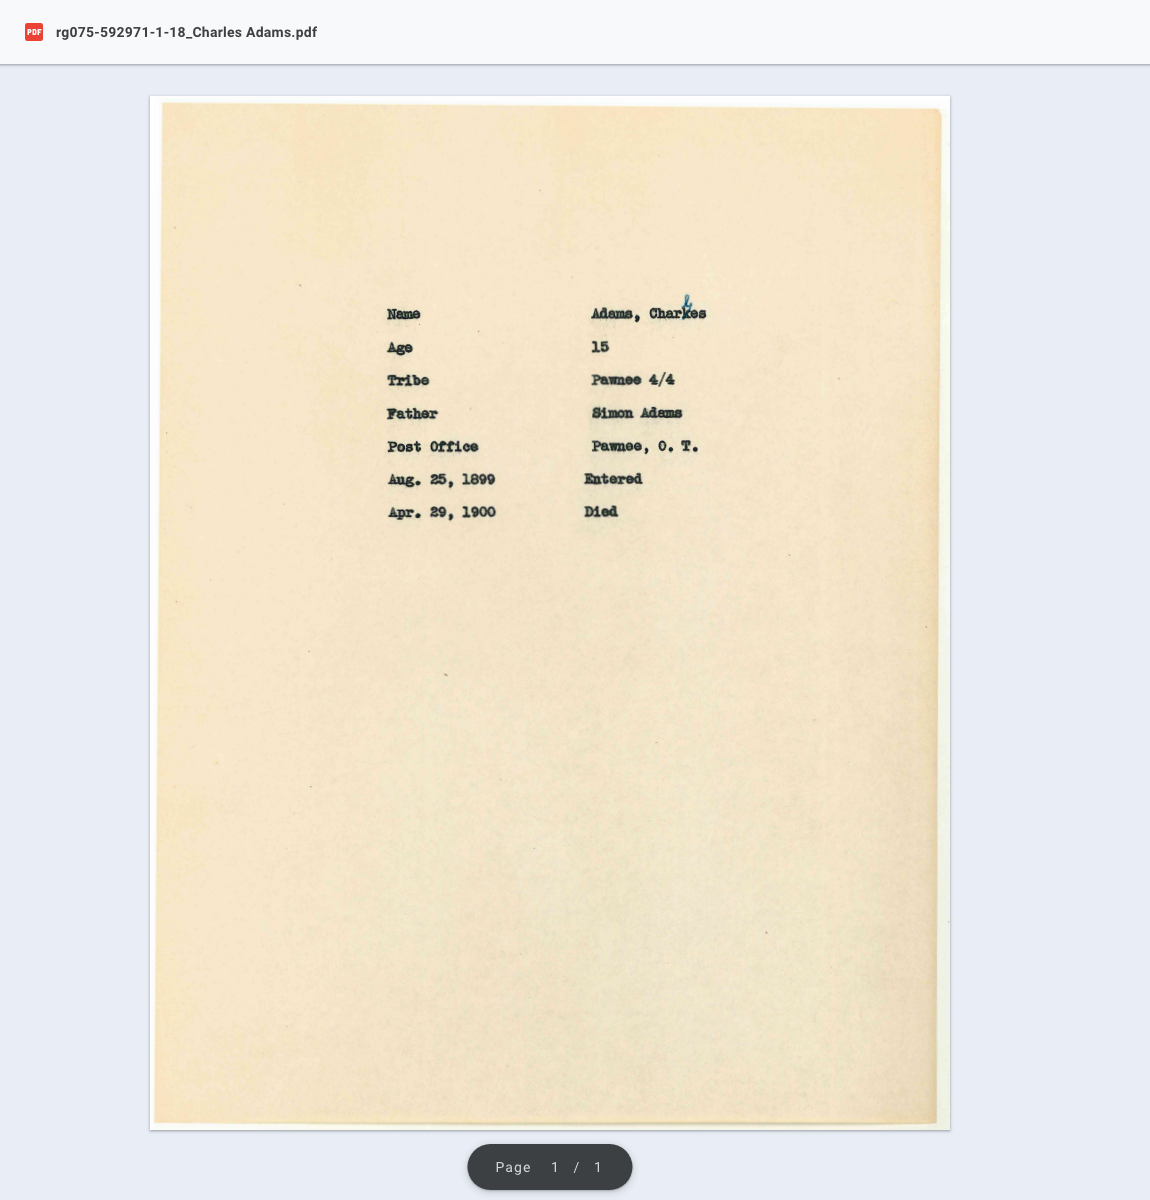 PDF rg075-592971-1-18_Charles Adams.pdf
Name Adams, Charles
Age 15
Tribe Pawnee 4/4
Father Simon Adams
Post Office Pawnee, O. T.
Aug. 25, 1899 Entered
Apr. 29, 1900 Died
Page 1 / 1